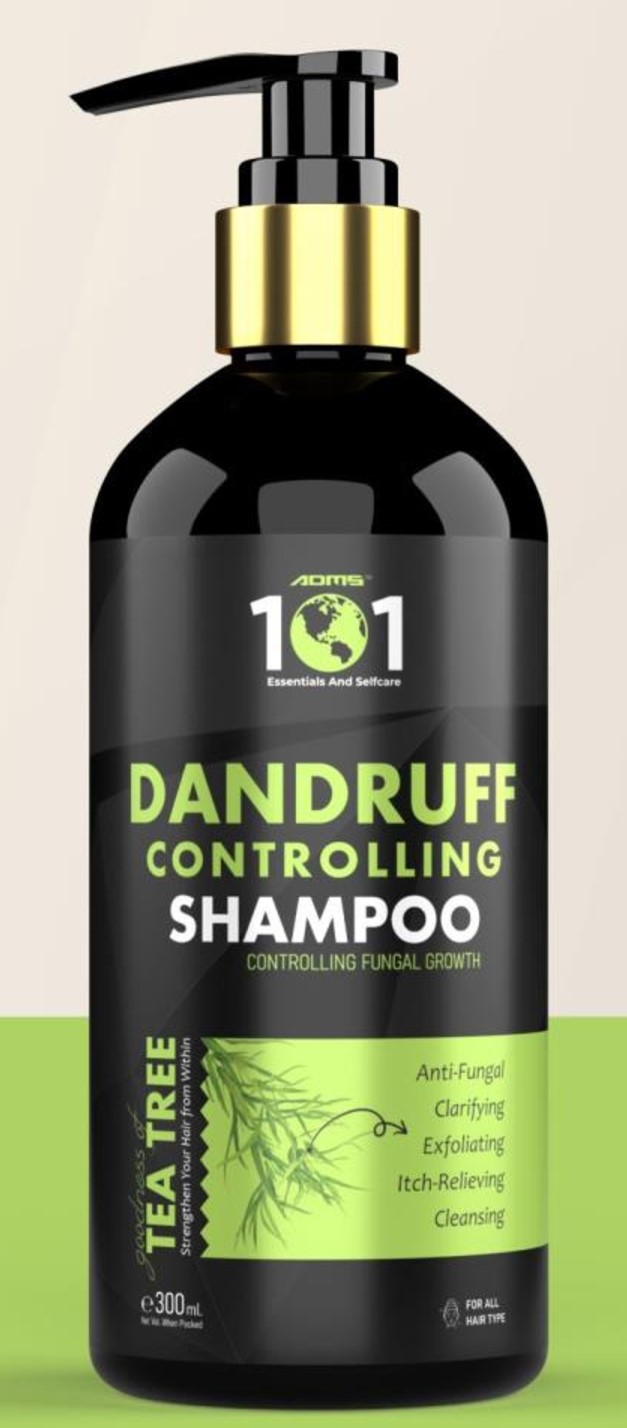 ADMS
101
Essentials And Selfcare
DANDRUFF
CONTROLLING
SHAMPOO
CONTROLLING FUNGAL GROWTH
goodness of
TEA TREE
Strengthen Your Hair from Within
Anti-Fungal
Clarifying
Exfoliating
Itch-Relieving
Cleansing
℮300mL
Net Vol. When Packed
FOR ALL
HAIR TYPE